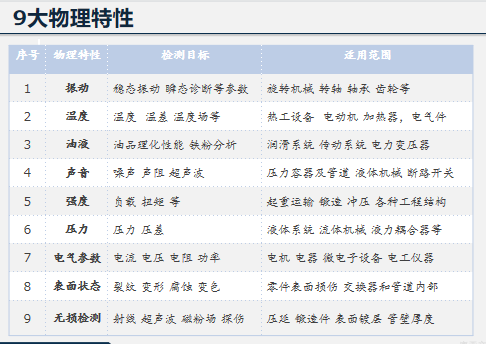 9大物理特性
序号 物理特性 检测目标 适用范围
1 振动 稳态振动 瞬态诊断等参数 旋转机械 转轴 轴承 齿轮等
2 温度 温度 温差 温度场等 热工设备 电动机 加热器，电气件
3 油液 油品理化性能 铁粉分析 润滑系统 传动系统 电力变压器
4 声音 噪声 声阻 超声波 压力容器及管道 液体机械 断路开关
5 强度 负载 扭矩 等 起重运输 锻造 冲压 各种工程结构
6 压力 压力 压差 液体系统 流体机械 液力耦合器等
7 电气参数 电流 电压 电阻 功率 电机 电器 微电子设备 电工仪器
8 表面状态 裂纹 变形 腐蚀 变色 零件表面损伤 交换器和管道内部
9 无损检测 射线 超声波 磁粉场 探伤 压延 锻造件 表面镀层 管壁厚度